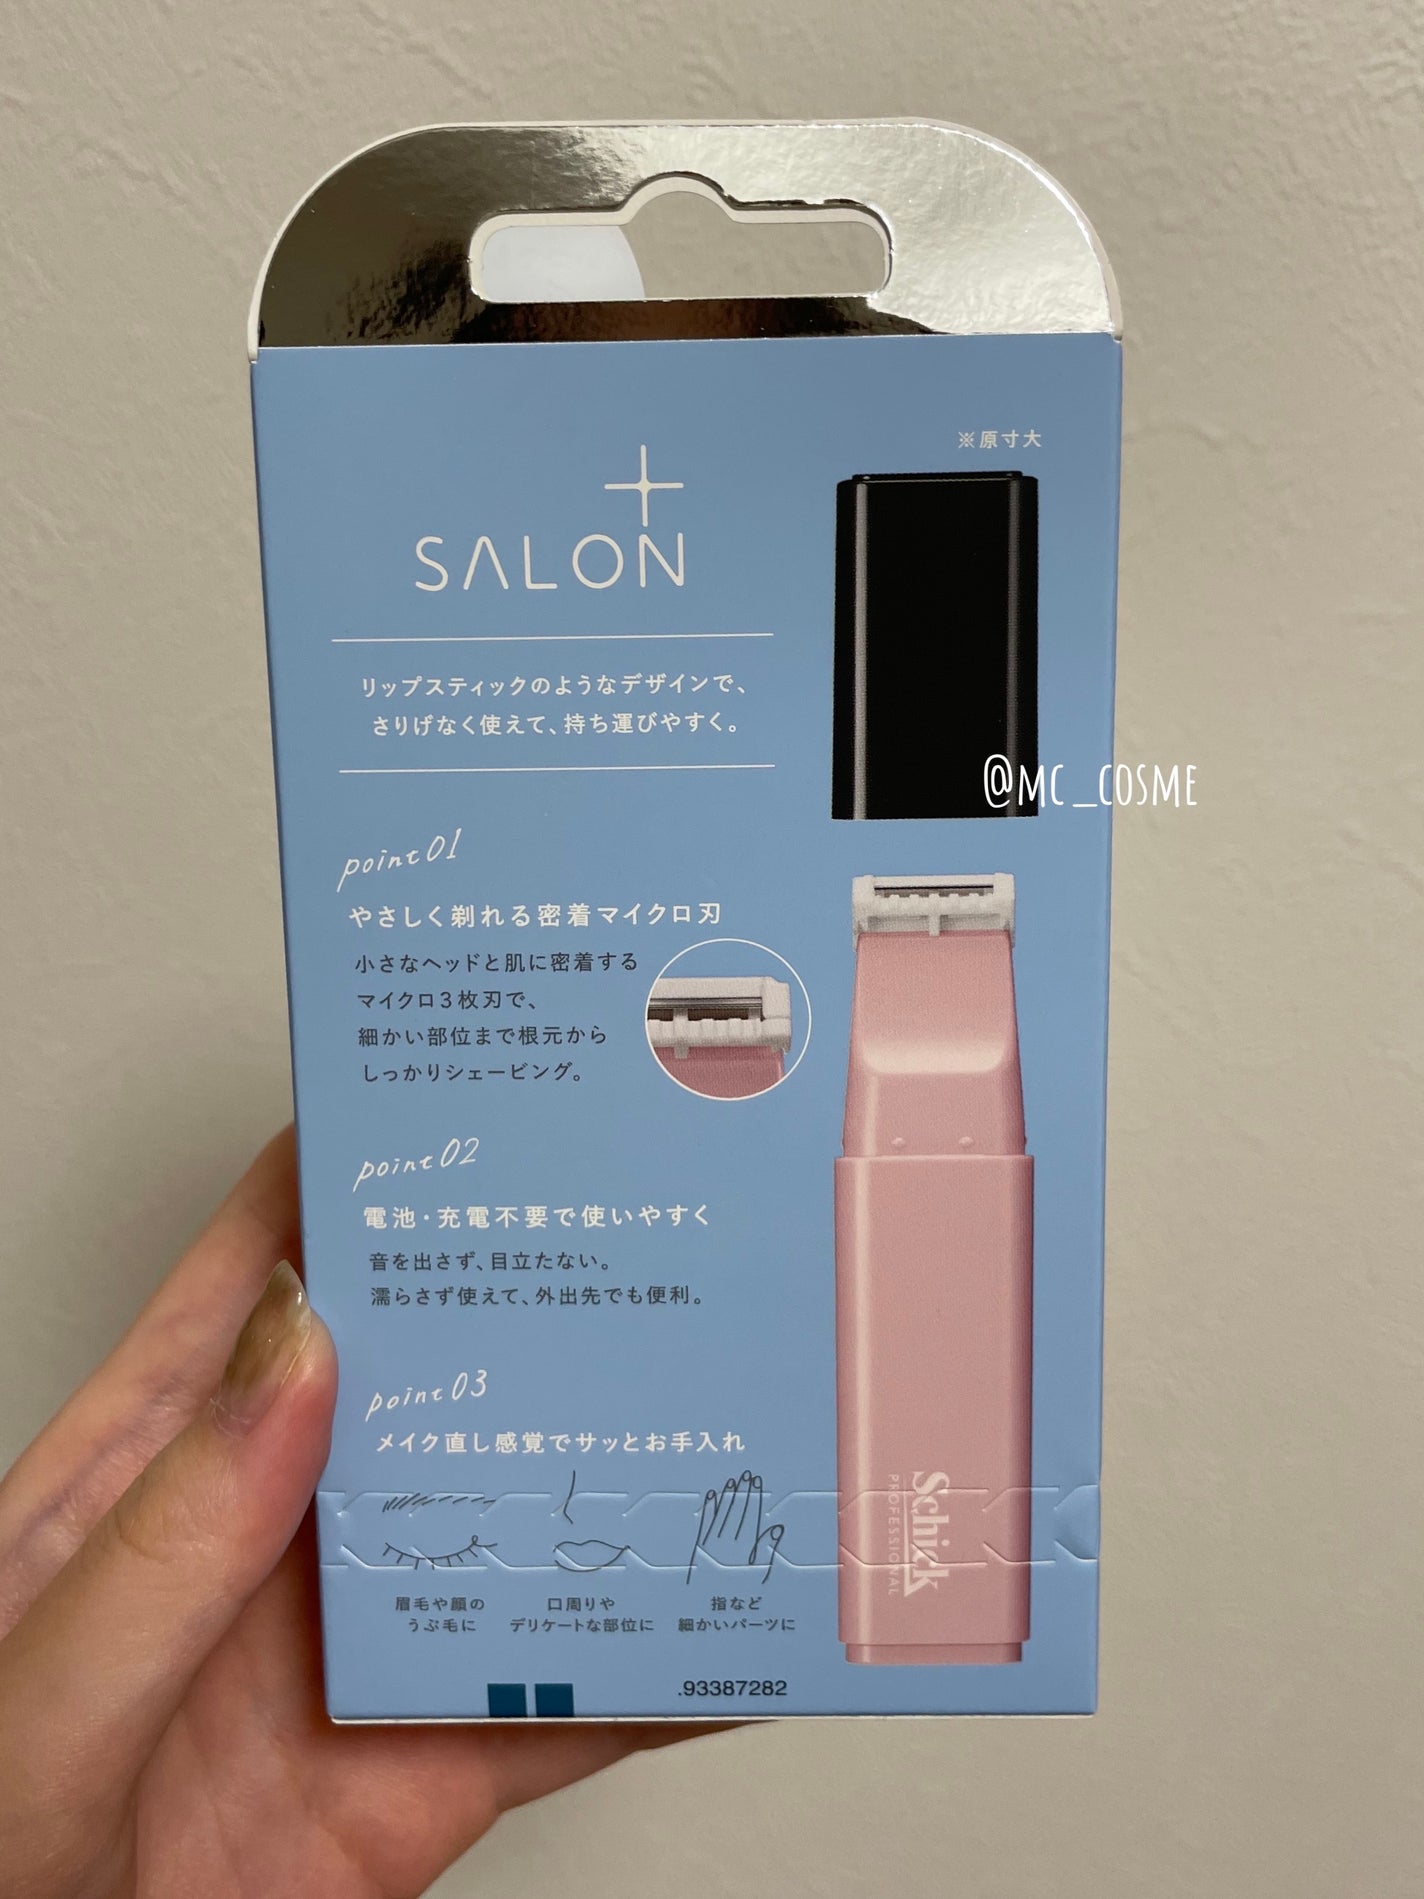 ※原寸大
SALON
リップスティックのようなデザインで、
さりげなく使えて、持ち運びやすく。
@mc_cosme
point01
やさしく剃れる密着マイクロ刃
小さなヘッドと肌に密着する
マイクロ3枚刃で、
細かい部位まで根元から
しっかりシェービング。
point02
電池・充電不要で使いやすく
音を出さず、目立たない。
濡らさず使えて、外出先でも便利。
point03
メイク直し感覚でサッとお手入れ
眉毛や顔の
うぶ毛に
口周りや
デリケートな部位に
指など
細かいパーツに
Schick
PROFESSIONAL
.93387282